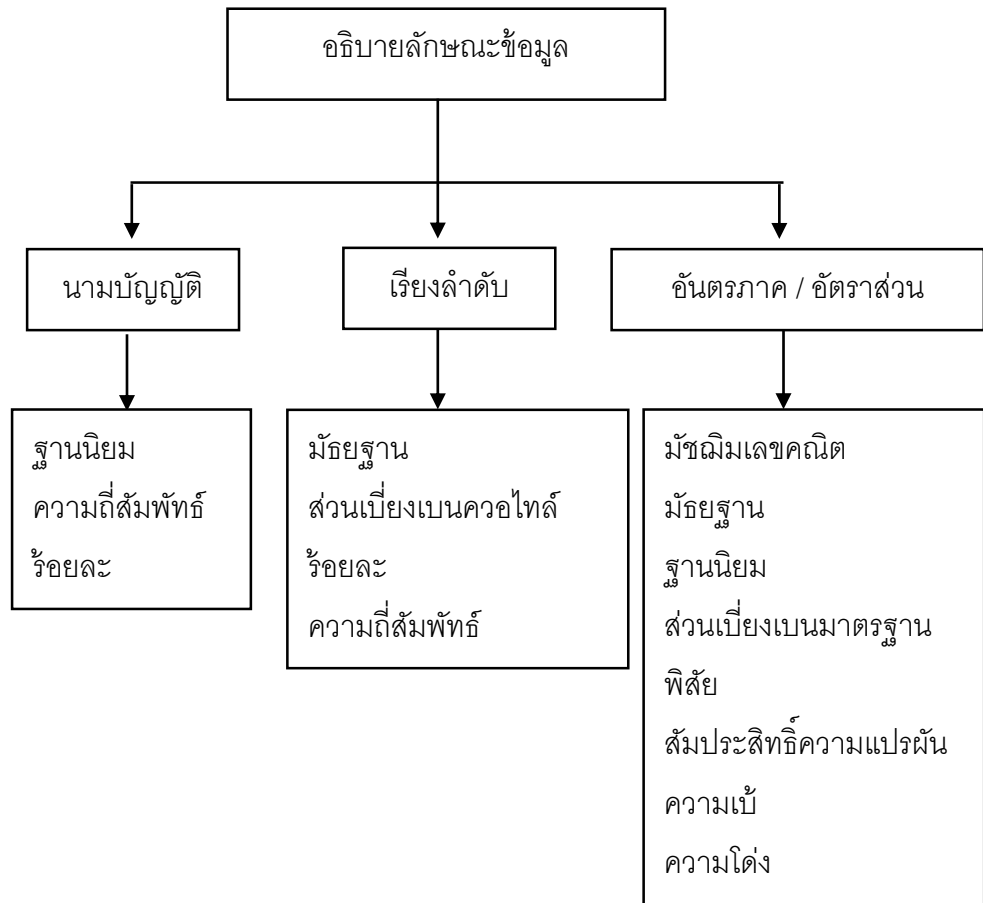 อธิบายลักษณะข้อมูล
นามบัญญัติ
เรียงลำดับ
อันตรภาค / อัตราส่วน
ฐานนิยม
ความถี่สัมพัทธ์
ร้อยละ
มัธยฐาน
ส่วนเบี่ยงเบนควอไทล์
ร้อยละ
ความถี่สัมพัทธ์
มัชฌิมเลขคณิต
มัธยฐาน
ฐานนิยม
ส่วนเบี่ยงเบนมาตรฐาน
พิสัย
สัมประสิทธิ์ความแปรผัน
ความเบ้
ความโด่ง